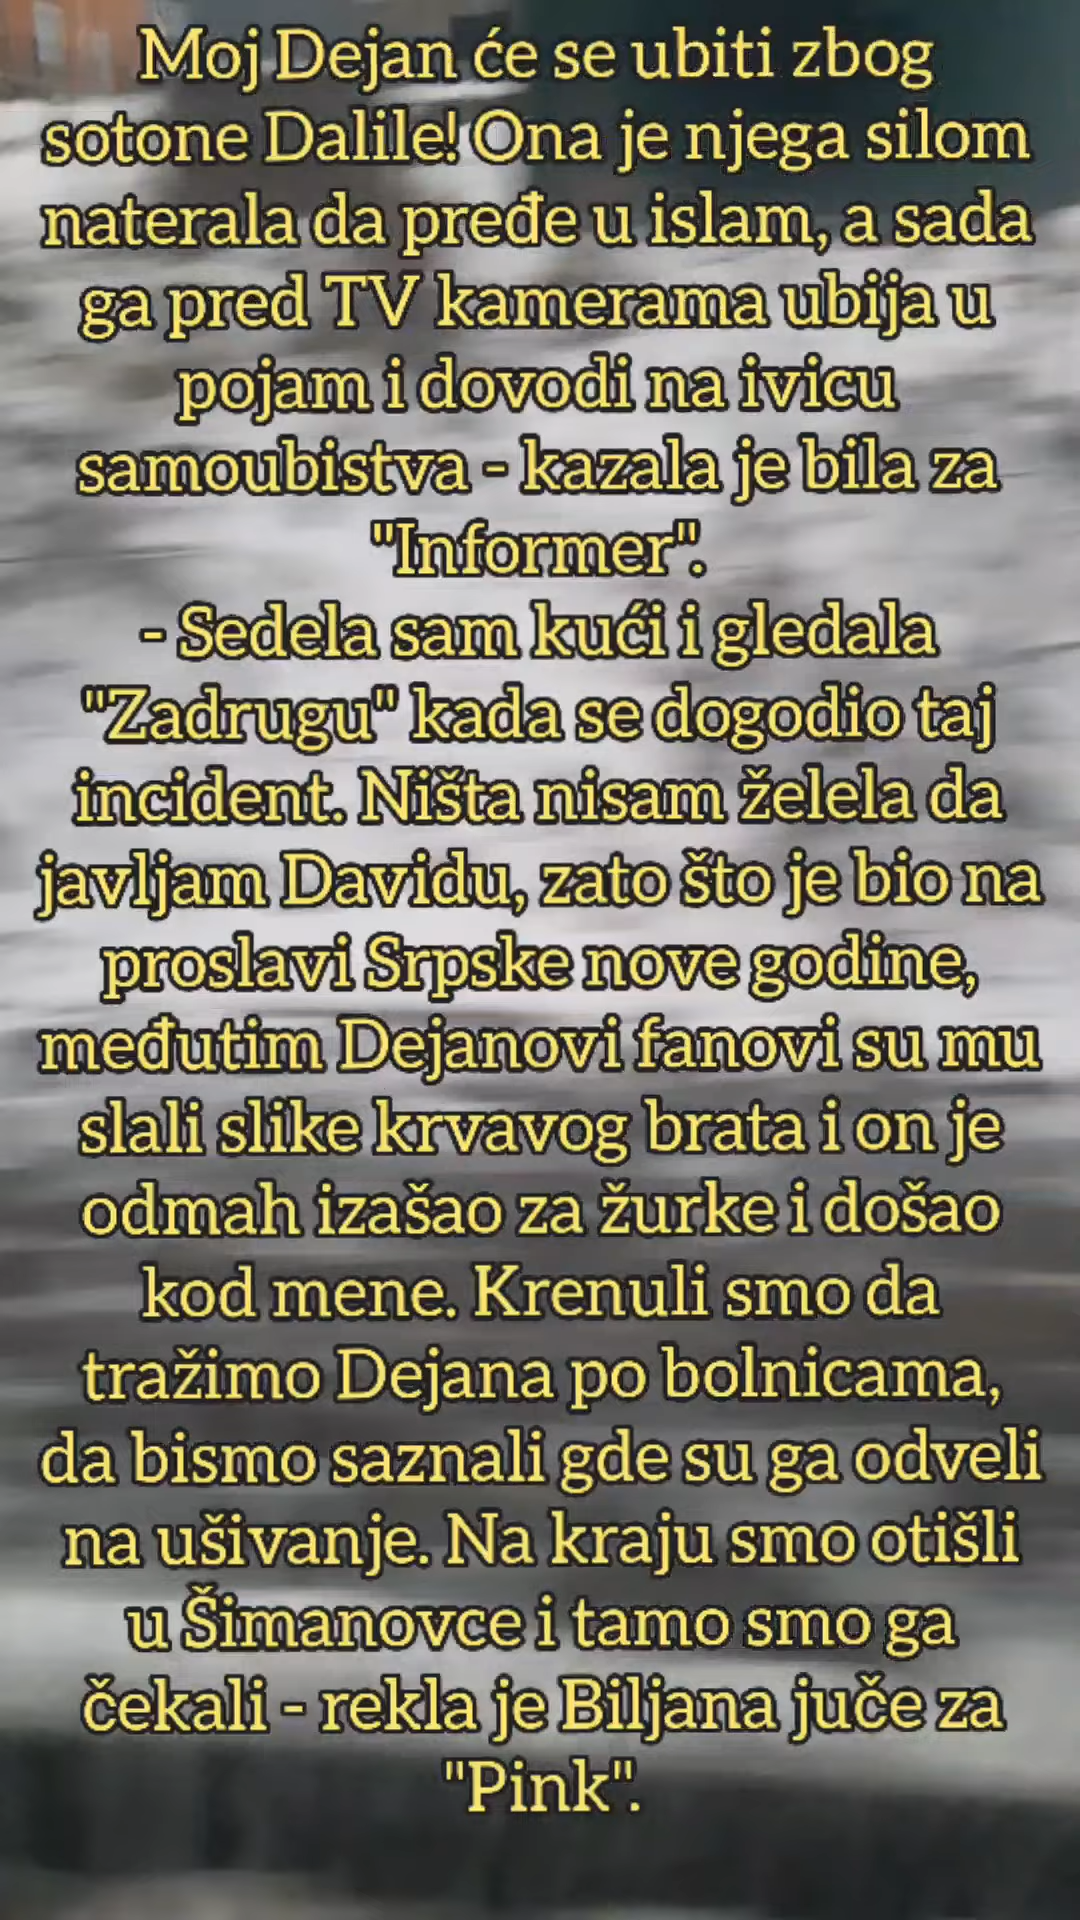 Moj Dejan će se ubiti zbog
sotone Dalile! Ona je njega silom
naterala da pređe u islam, a sada
ga pred TV kamerama ubija u
pojam i dovodi na ivicu
samoubistva - kazala je bila za
"Informer".
- Sedela sam kući i gledala
"Zadrugu" kada se dogodio taj
incident. Ništa nisam želela da
javljam Davidu, zato što je bio na
proslavi Srpske nove godine,
međutim Dejanovi fanovi su mu
slali slike krvavog brata i on je
odmah izašao za žurke i došao
kod mene. Krenuli smo da
tražimo Dejana po bolnicama,
da bismo saznali gde su ga odveli
na ušivanje. Na kraju smo otišli
u Šimanovce i tamo smo ga
čekali - rekla je Biljana juče za
"Pink".